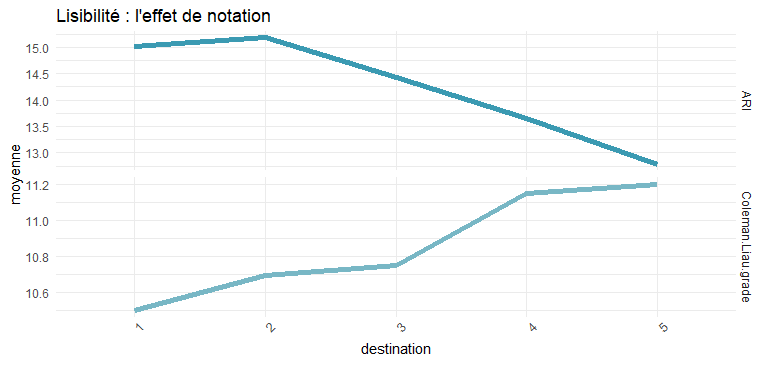 Lisibilité : l'effet de notation
15.0
14.5
14.0
13.5
13.0
ARI
moyenne
11.2
11.0
10.8
10.6
Coleman.Liau.grade
1
2
3
4
5
destination